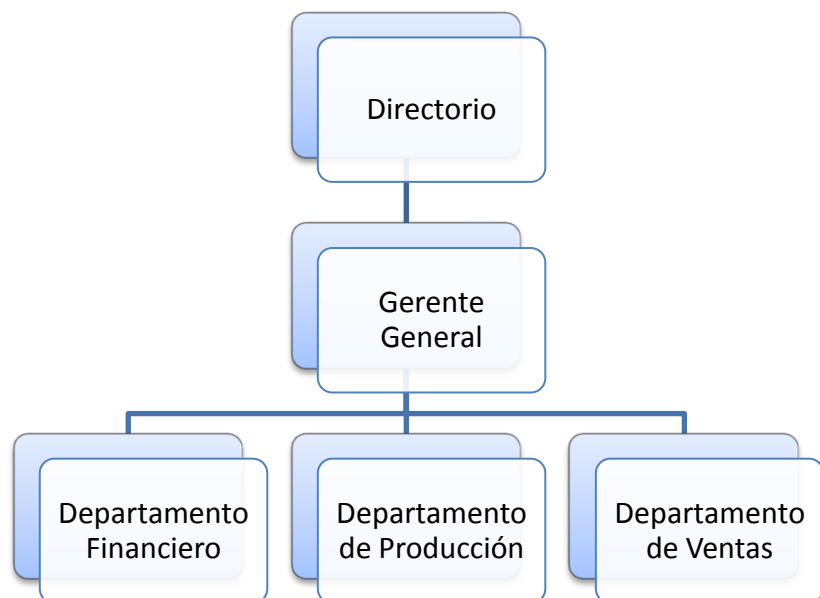 Directorio
Gerente
General
Departamento
Financiero
Departamento
de Producción
Departamento
de Ventas